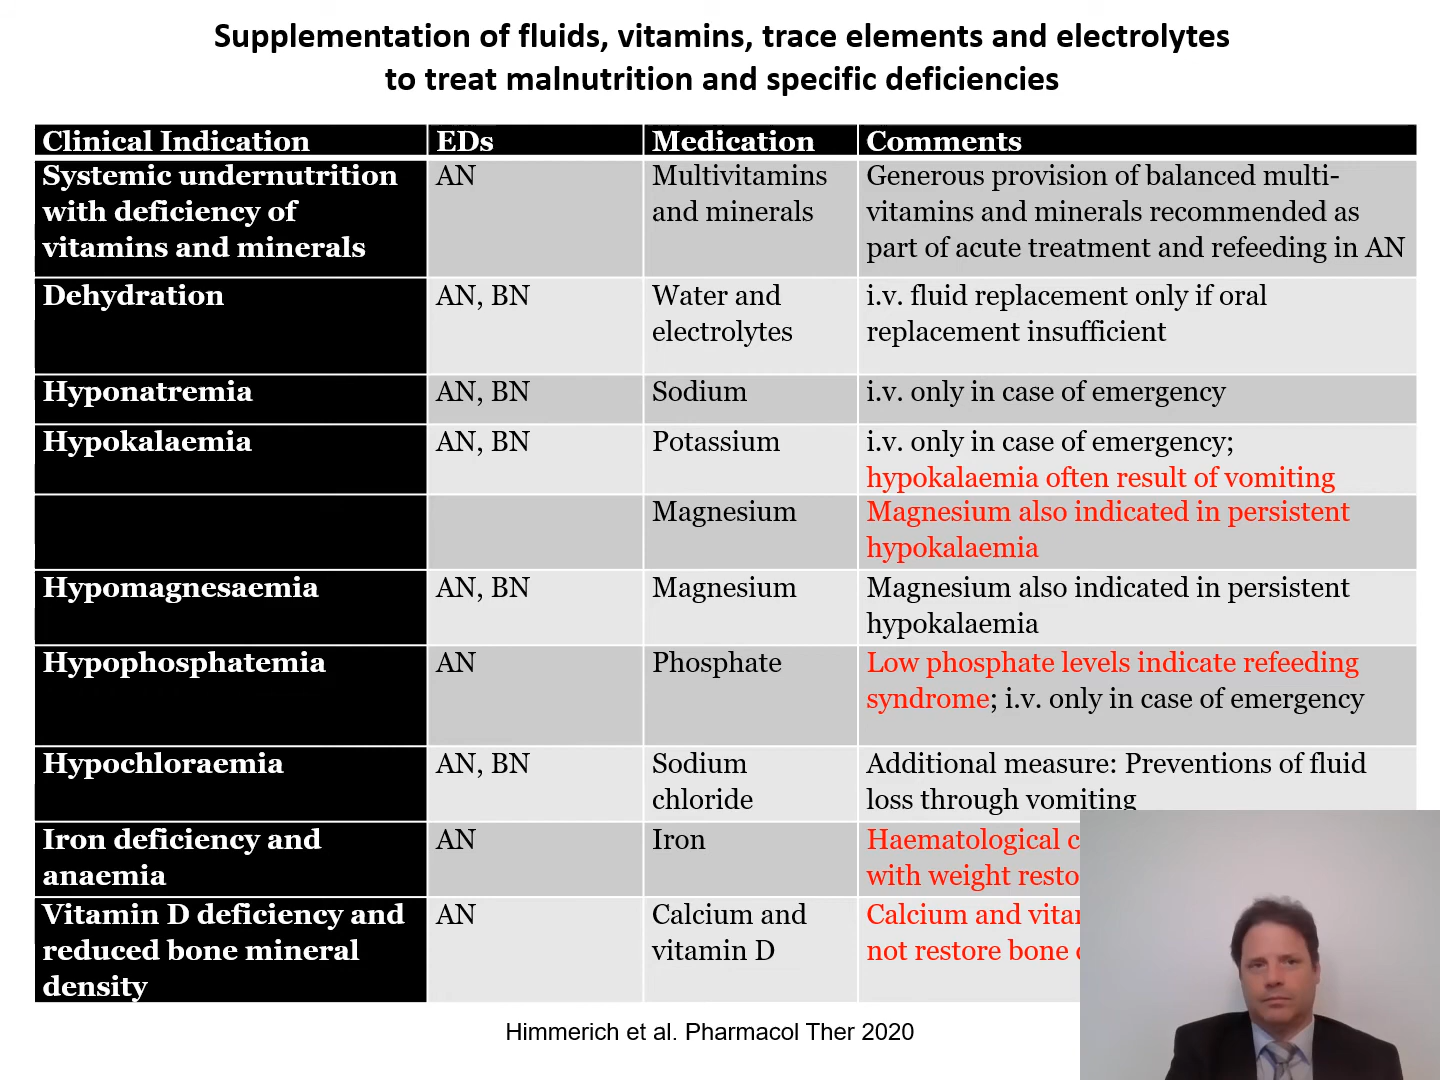 Supplementation of fluids, vitamins, trace elements and electrolytes
to treat malnutrition and specific deficiencies
Clinical Indication EDs Medication Comments
Systemic undernutrition AN Multivitamins Generous provision of balanced multi-
with deficiency of and minerals vitamins and minerals recommended as
vitamins and minerals part of acute treatment and refeeding in AN
Dehydration AN, BN Water and i.v. fluid replacement only if oral
electrolytes replacement insufficient
Hyponatremia AN, BN Sodium i.v. only in case of emergency
Hypokalaemia AN, BN Potassium i.v. only in case of emergency;
hypokalaemia often result of vomiting
Magnesium Magnesium also indicated in persistent
hypokalaemia
Hypomagnesaemia AN, BN Magnesium Magnesium also indicated in persistent
hypokalaemia
Hypophosphatemia AN Phosphate Low phosphate levels indicate refeeding
syndrome; i.v. only in case of emergency
Hypochloraemia AN, BN Sodium Additional measure: Preventions of fluid
chloride loss through vomiting
Iron deficiency and AN Iron Haematological
anaemia with weight
Vitamin D deficiency and AN Calcium and Calcium and
reduced bone mineral vitamin D not restore bone
density
Himmerich et al. Pharmacol Ther 2020